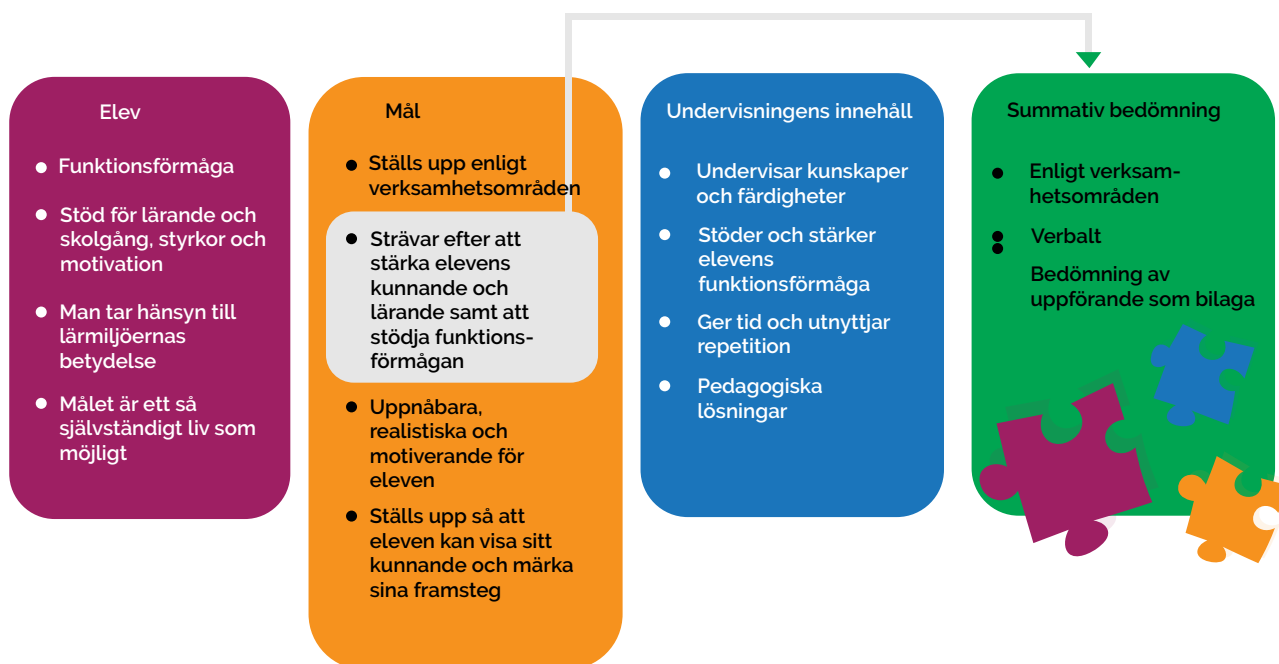 Elev
● Funktionsförmåga
● Stöd för lärande och
skolgång, styrkor och
motivation
● Man tar hänsyn till
lärmiljöernas
betydelse
● Målet är ett så
självständigt liv som
möjligt
Mål
● Ställs upp enligt
verksamhetsområden
● Strävar efter att
stärka elevens
kunnande och
lärande samt att
stödja funktions-
förmågan
● Uppnåbara,
realistiska och
motiverande för
eleven
● Ställs upp så att
eleven kan visa sitt
kunnande och märka
sina framsteg
Undervisningens innehåll
● Undervisar kunskaper
och färdigheter
● Stöder och stärker
elevens
funktionsförmåga
● Ger tid och utnyttjar
repetition
● Pedagogiska
lösningar
Summativ bedömning
● Enligt verksam-
hetsområden
● Verbalt
● Bedömning av
uppförande som bilaga